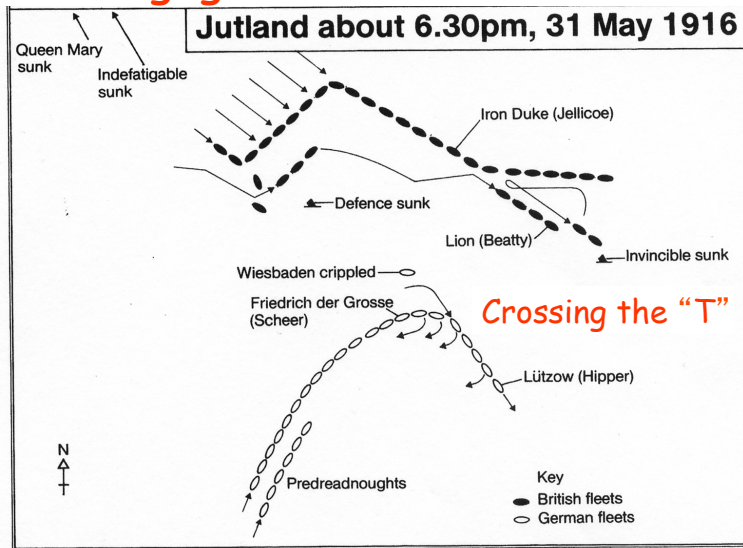 Jutland about 6.30pm, 31 May 1916
Queen Mary
sunk
Indefatigable
sunk
Iron Duke (Jellicoe)
Defence sunk
Lion (Beatty)
Invincible sunk
Wiesbaden crippled
Friedrich der Grosse
(Scheer)
Crossing the “T”
Lützow (Hipper)
N
Predreadnoughts
Key
British fleets
German fleets